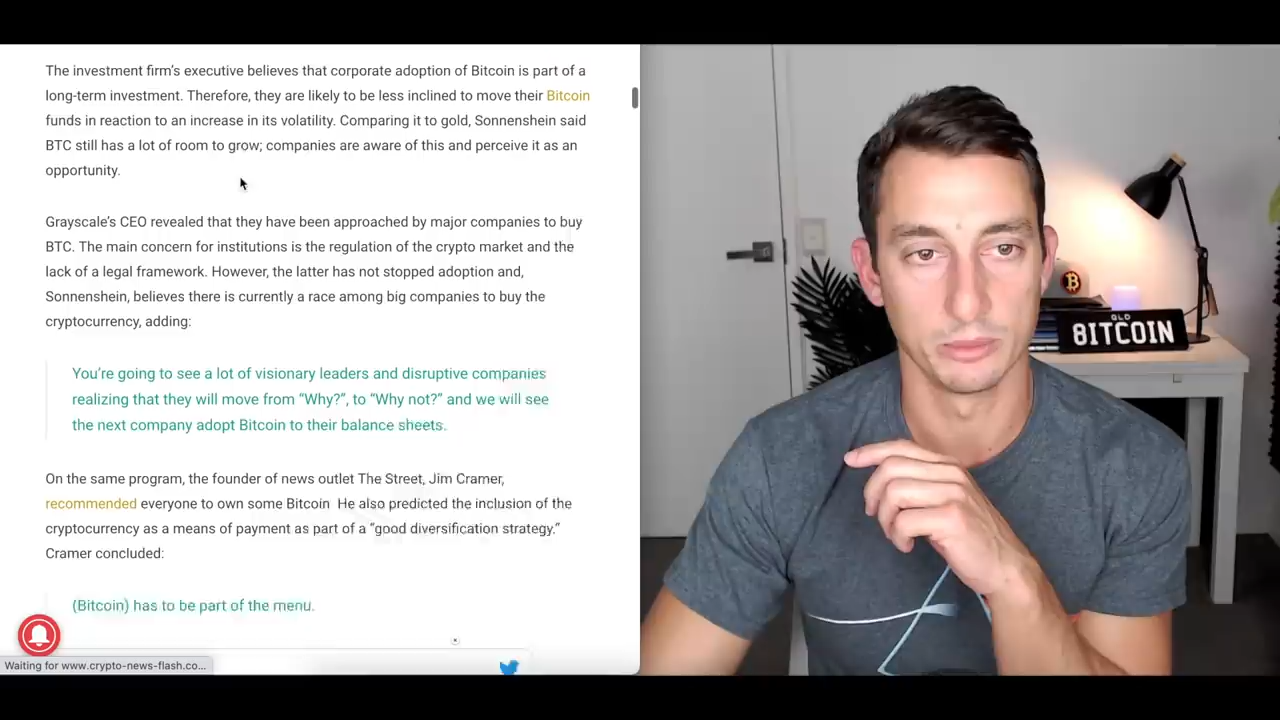 The investment firm's executive believes that corporate adoption of Bitcoin is part of a
long-term investment. Therefore, they are likely to be less inclined to move their Bitcoin
funds in reaction to an increase in its volatility. Comparing it to gold, Sonnenshein said
BTC still has a lot of room to grow; companies are aware of this and perceive it as an
opportunity.
Grayscale's CEO revealed that they have been approached by major companies to buy
BTC. The main concern for institutions is the regulation of the crypto market and the
lack of a legal framework. However, the latter has not stopped adoption and,
Sonnenshein, believes there is currently a race among big companies to buy the
cryptocurrency, adding:
You're going to see a lot of visionary leaders and disruptive companies
realizing that they will move from “Why?”, to “Why not?” and we will see
the next company adopt Bitcoin to their balance sheets.
On the same program, the founder of news outlet The Street, Jim Cramer,
recommended everyone to own some Bitcoin He also predicted the inclusion of the
cryptocurrency as a means of payment as part of a “good diversification strategy.”
Cramer concluded:
(Bitcoin) has to be part of the menu.
Waiting for www.crypto-news-flash.co...
QLD
8ITCOIN